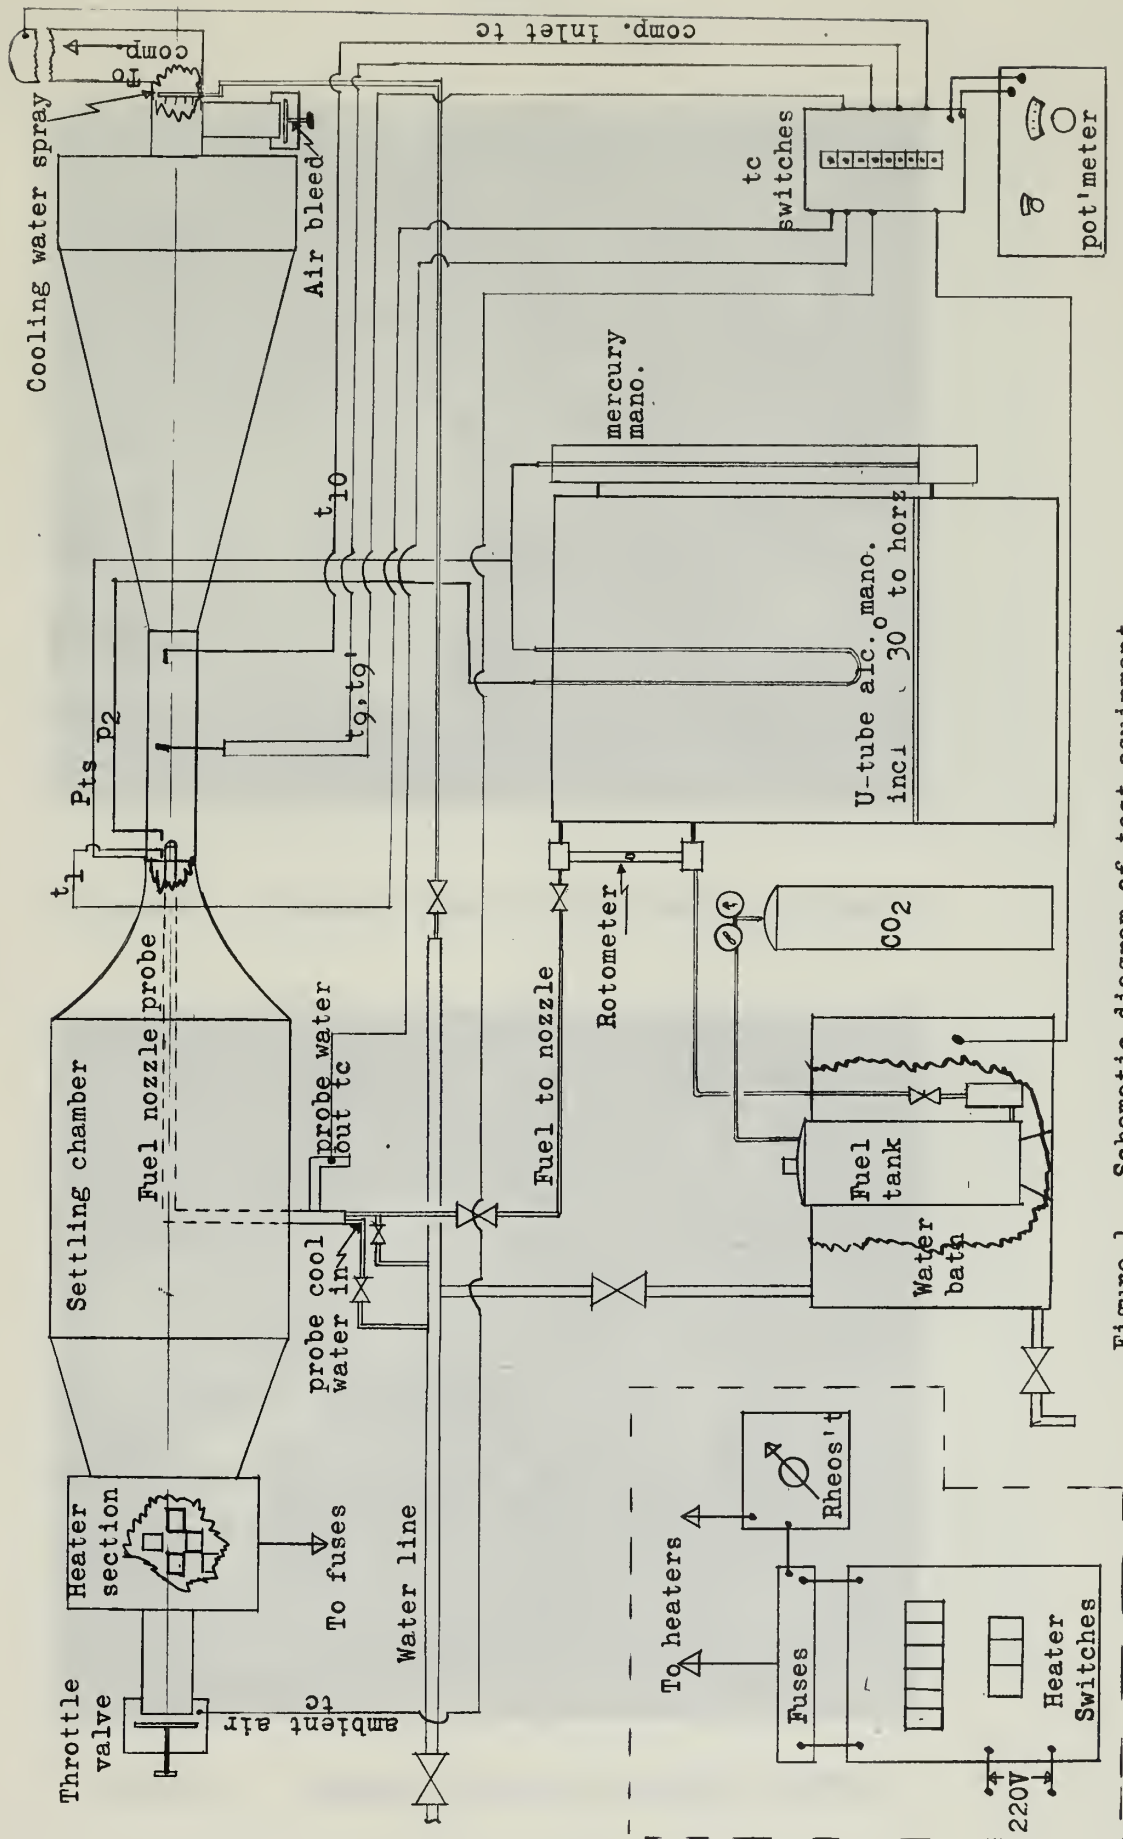 Throttle
valve
Heater
section
To fuses
Settling chamber
Fuel nozzle probe
t1
Pts
p2
t9,t9'
t10
Cooling water spray
To
comp.
Air bleed
comp. inlet tc
ambient air
tc
Water line
probe cool
water in
probe water
out tc
Fuel to nozzle
Rotometer
mercury
mano.
U-tube alc. mano.
incl 30° to horz
tc
switches
pot'meter
CO2
Fuel
tank
Water
bath
To heaters
Rheos't
Fuses
Heater
Switches
220V
Figure 1. Schematic diagram of test equipment